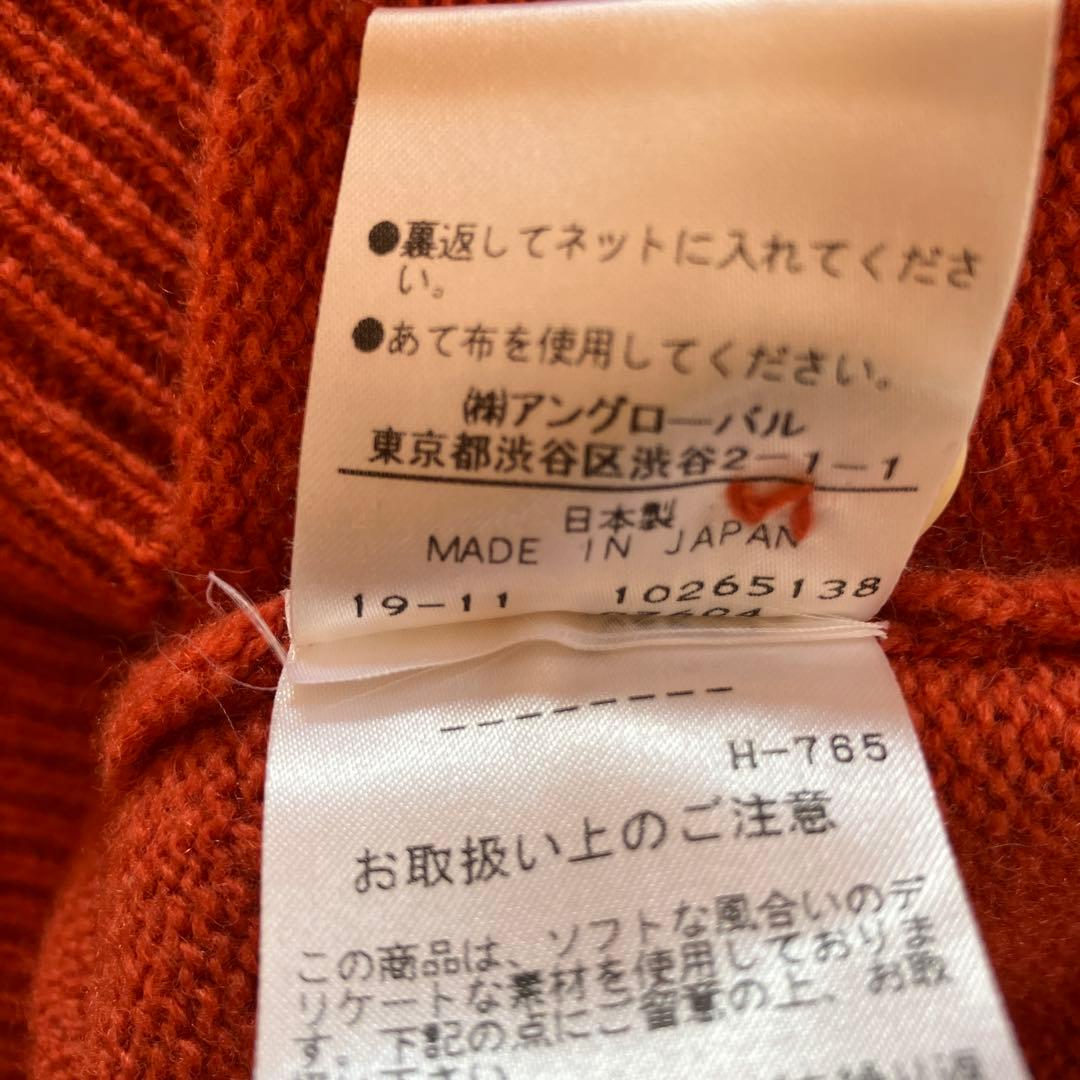 ●裏返してネットに入れてくださ
い。
●あて布を使用してください。
㈱アングローバル
東京都渋谷区渋谷2-1-1
日本製
MADE IN JAPAN
19-11 10265138
--------
H-765
お取扱い上のご注意
この商品は、ソフトな風合いのデ
リケートな素材を使用しておりま
す。下記の点にご留意の上、お取